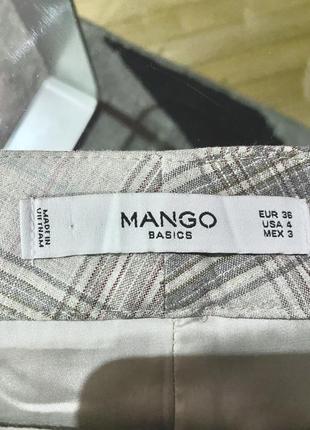 MADE IN
VIETNAM
MANGO
BASICS
EUR 36
USA 4
MEX 3